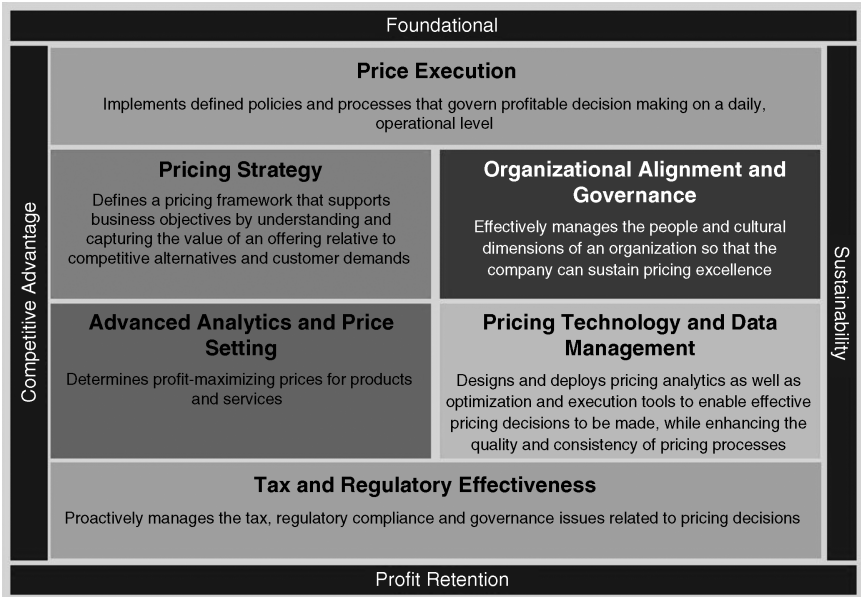 Foundational
Price Execution
Implements defined policies and processes that govern profitable decision making on a daily,
operational level
Competitive Advantage
Pricing Strategy
Defines a pricing framework that supports
business objectives by understanding and
capturing the value of an offering relative to
competitive alternatives and customer demands
Organizational Alignment and
Governance
Effectively manages the people and cultural
dimensions of an organization so that the
company can sustain pricing excellence
Sustainability
Advanced Analytics and Price
Setting
Determines profit-maximizing prices for products
and services
Pricing Technology and Data
Management
Designs and deploys pricing analytics as well as
optimization and execution tools to enable effective
pricing decisions to be made, while enhancing the
quality and consistency of pricing processes
Tax and Regulatory Effectiveness
Proactively manages the tax, regulatory compliance and governance issues related to pricing decisions
Profit Retention